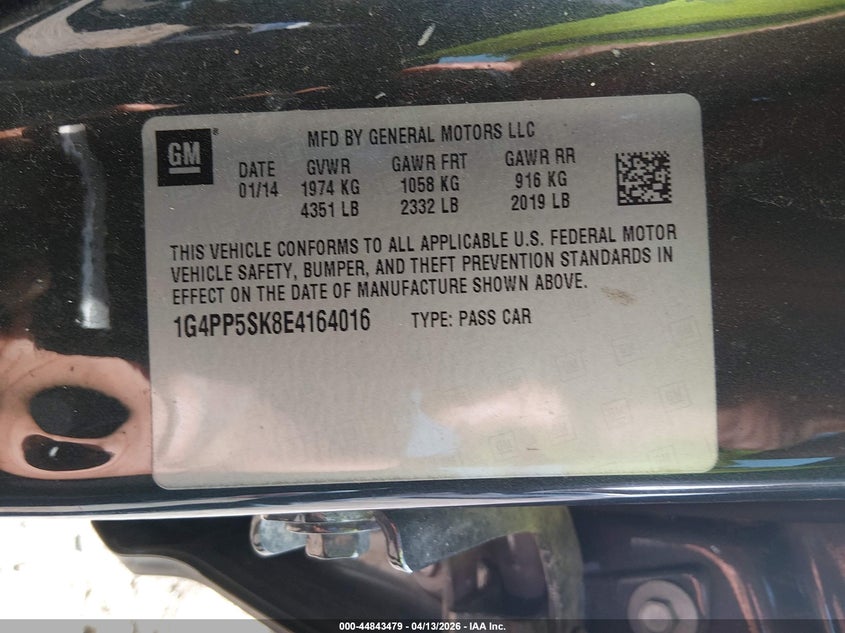 GM ®
MFD BY GENERAL MOTORS LLC
DATE GVWR GAWR FRT GAWR RR
01/14 1974 KG 1058 KG 916 KG
4351 LB 2332 LB 2019 LB
THIS VEHICLE CONFORMS TO ALL APPLICABLE U.S. FEDERAL MOTOR
VEHICLE SAFETY, BUMPER, AND THEFT PREVENTION STANDARDS IN
EFFECT ON THE DATE OF MANUFACTURE SHOWN ABOVE.
1G4PP5SK8E4164016 TYPE: PASS CAR
000-44843479 - 04/13/2026 - IAA Inc.